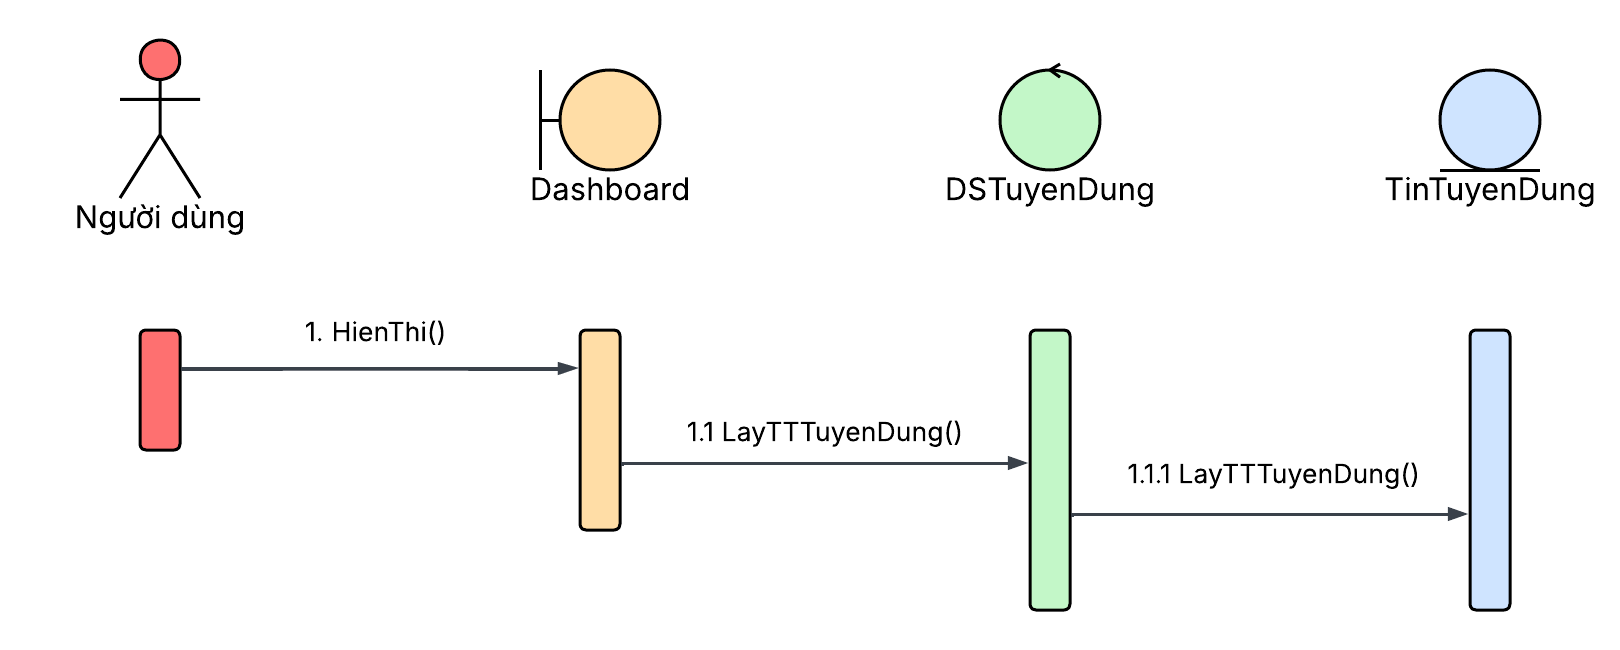 Người dùng
Dashboard
DSTuyenDung
TinTuyenDung
1. HienThi()
1.1 LayTTTuyenDung()
1.1.1 LayTTTuyenDung()